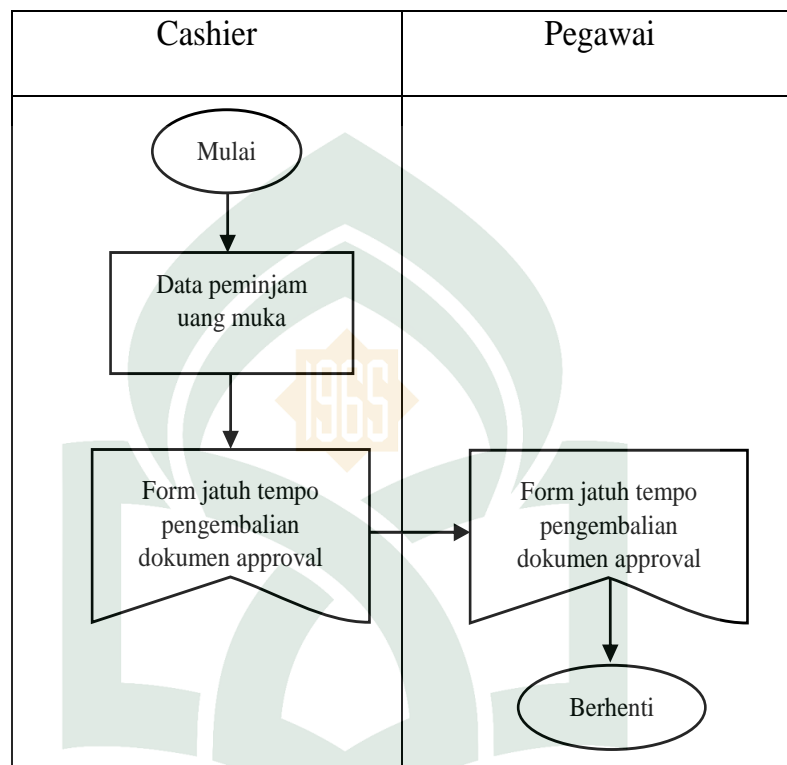 Cashier
Pegawai
Mulai
Data peminjam
uang muka
1965
Form jatuh tempo
pengembalian
dokumen approval
Form jatuh tempo
pengembalian
dokumen approval
Berhenti